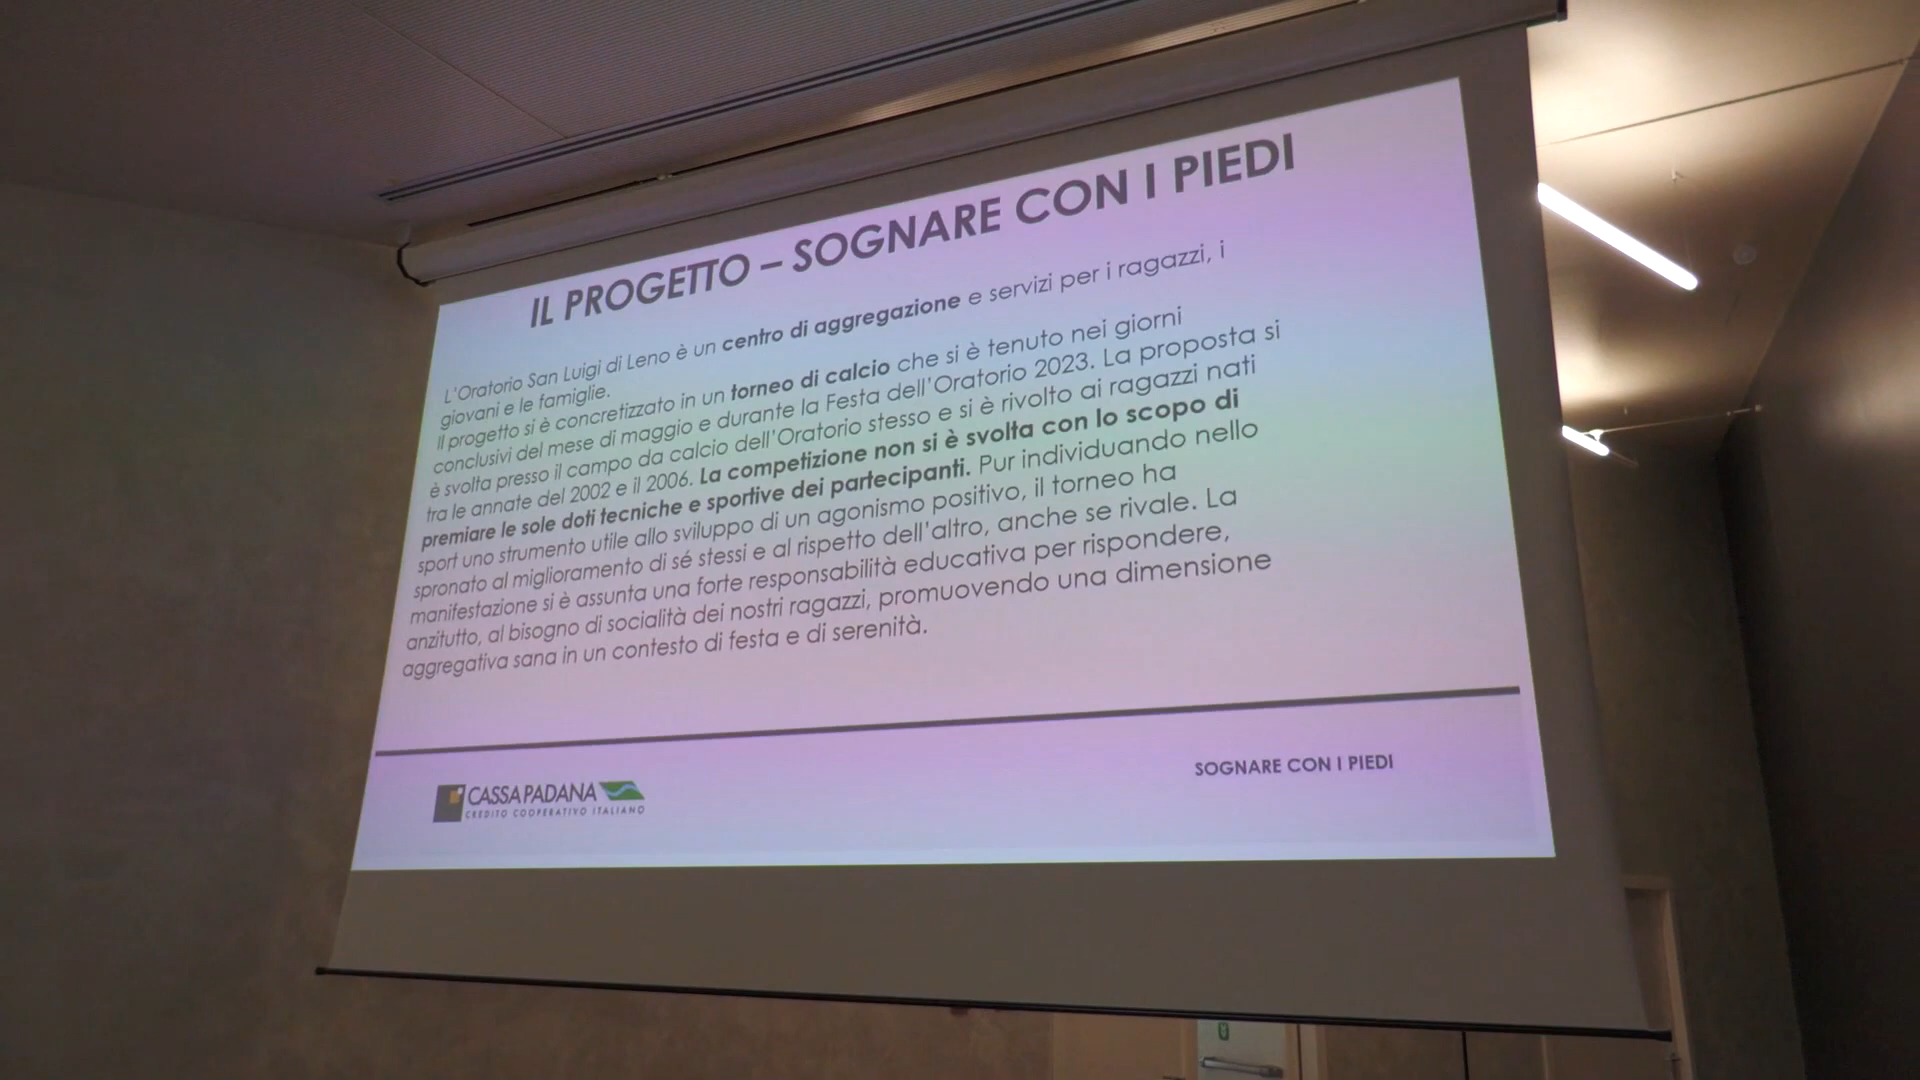 IL PROGETTO – SOGNARE CON I PIEDI
L'Oratorio San Luigi di Leno è un centro di aggregazione e servizi per i ragazzi, i
giovani e le famiglie.
Il progetto si è concretizzato in un torneo di calcio che si è tenuto nei giorni
conclusivi del mese di maggio e durante la Festa dell'Oratorio 2023. La proposta si
è svolta presso il campo da calcio dell'Oratorio stesso e si è rivolto ai ragazzi nati
tra le annate del 2002 e il 2006. La competizione non si è svolta con lo scopo di
premiare le sole doti tecniche e sportive dei partecipanti. Pur individuando nello
sport uno strumento utile allo sviluppo di un agonismo positivo, il torneo ha
spronato al miglioramento di sé stessi e al rispetto dell'altro, anche se rivale. La
manifestazione si è assunta una forte responsabilità educativa per rispondere,
anzitutto, al bisogno di socialità dei nostri ragazzi, promuovendo una dimensione
aggregativa sana in un contesto di festa e di serenità.
SOGNARE CON I PIEDI
CASSA PADANA
CREDITO COOPERATIVO ITALIANO